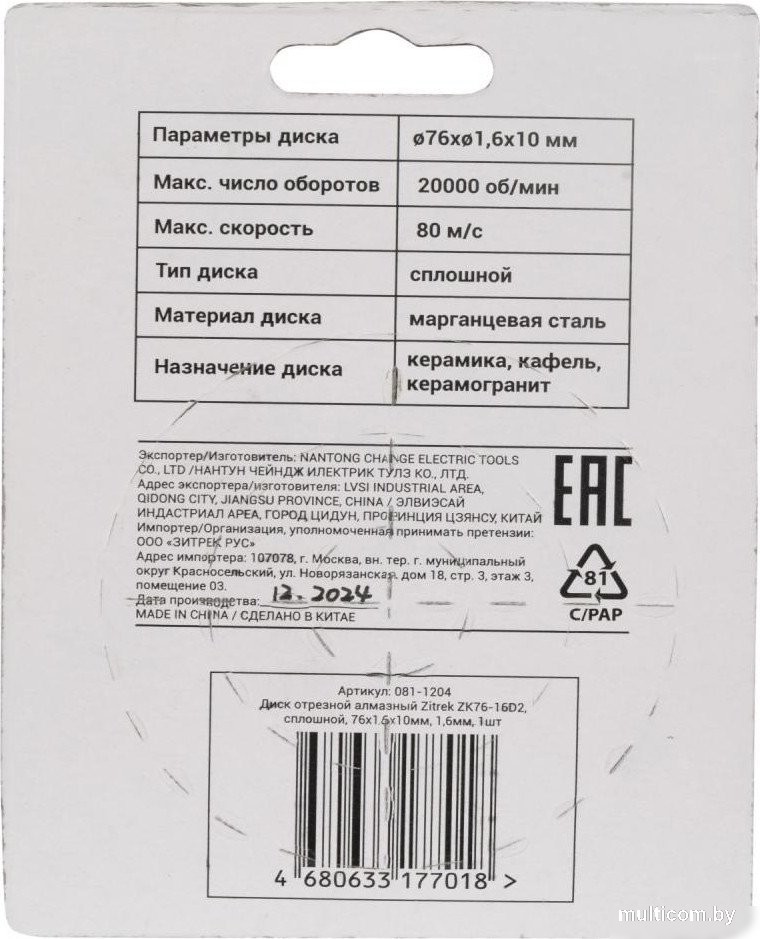 Параметры диска ø76xø1,6x10 мм
Макс. число оборотов 20000 об/мин
Макс. скорость 80 м/с
Тип диска сплошной
Материал диска марганцевая сталь
Назначение диска керамика, кафель,
керамогранит
Экспортер/Изготовитель: NANTONG CHANGE ELECTRIC TOOLS
CO., LTD /НАНТУН ЧЕЙНДЖ ИЛЕКТРИК ТУЛЗ КО., ЛТД.
Адрес экспортера/изготовителя: LVSI INDUSTRIAL AREA,
QIDONG CITY, JIANGSU PROVINCE, CHINA / ЭЛВИЭСАЙ
ИНДАСТРИАЛ АРЕА, ГОРОД ЦИДУН, ПРОВИНЦИЯ ЦЗЯНСУ, КИТАЙ
Импортер/Организация, уполномоченная принимать претензии:
ООО «ЗИТРЕК РУС»
Адрес импортера: 107078, г. Москва, вн. тер. г. муниципальный
округ Красносельский, ул. Новорязанская, дом 18, стр. 3, этаж 3,
помещение 03.
Дата производства: 12.2024
MADE IN CHINA / СДЕЛАНО В КИТАЕ
EAC
81
C/PAP
Артикул: 081-1204
Диск отрезной алмазный Zitrek ZK76-16D2,
сплошной, 76x1.6x10мм, 1,6мм, 1шт
4 680633 177018 >
multicom.by